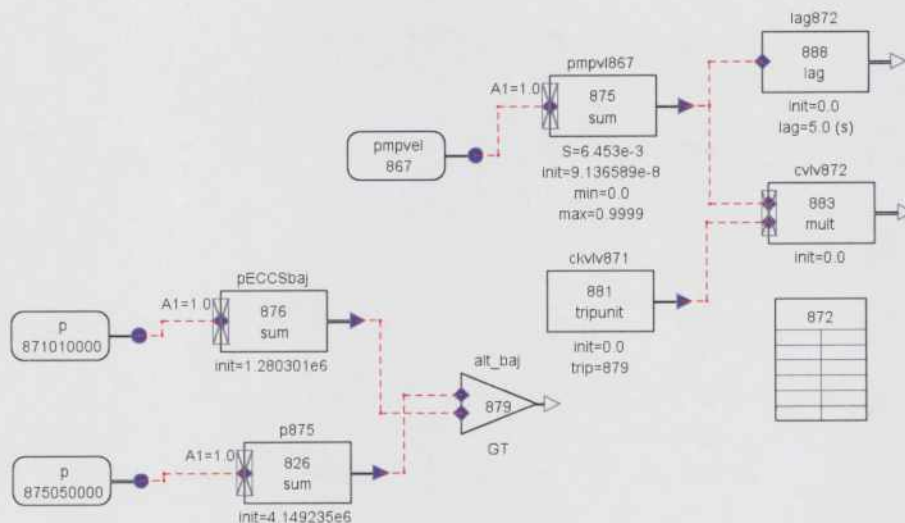 lag872
888
lag
init=0.0
lag=5.0 (s)
pmpvl867
A1=1.0
875
sum
S=6.453e-3
init=9.136589e-8
min=0.0
max=0.9999
pmpvel
867
cvlv872
883
mult
init=0.0
ckvlv871
881
tripunit
init=0.0
trip=879
pECCSbaj
A1=1.0
876
sum
init=1.280301e6
p
871010000
872
alt_baj
879
GT
p875
A1=1.0
826
sum
init=4.149235e6
p
875050000